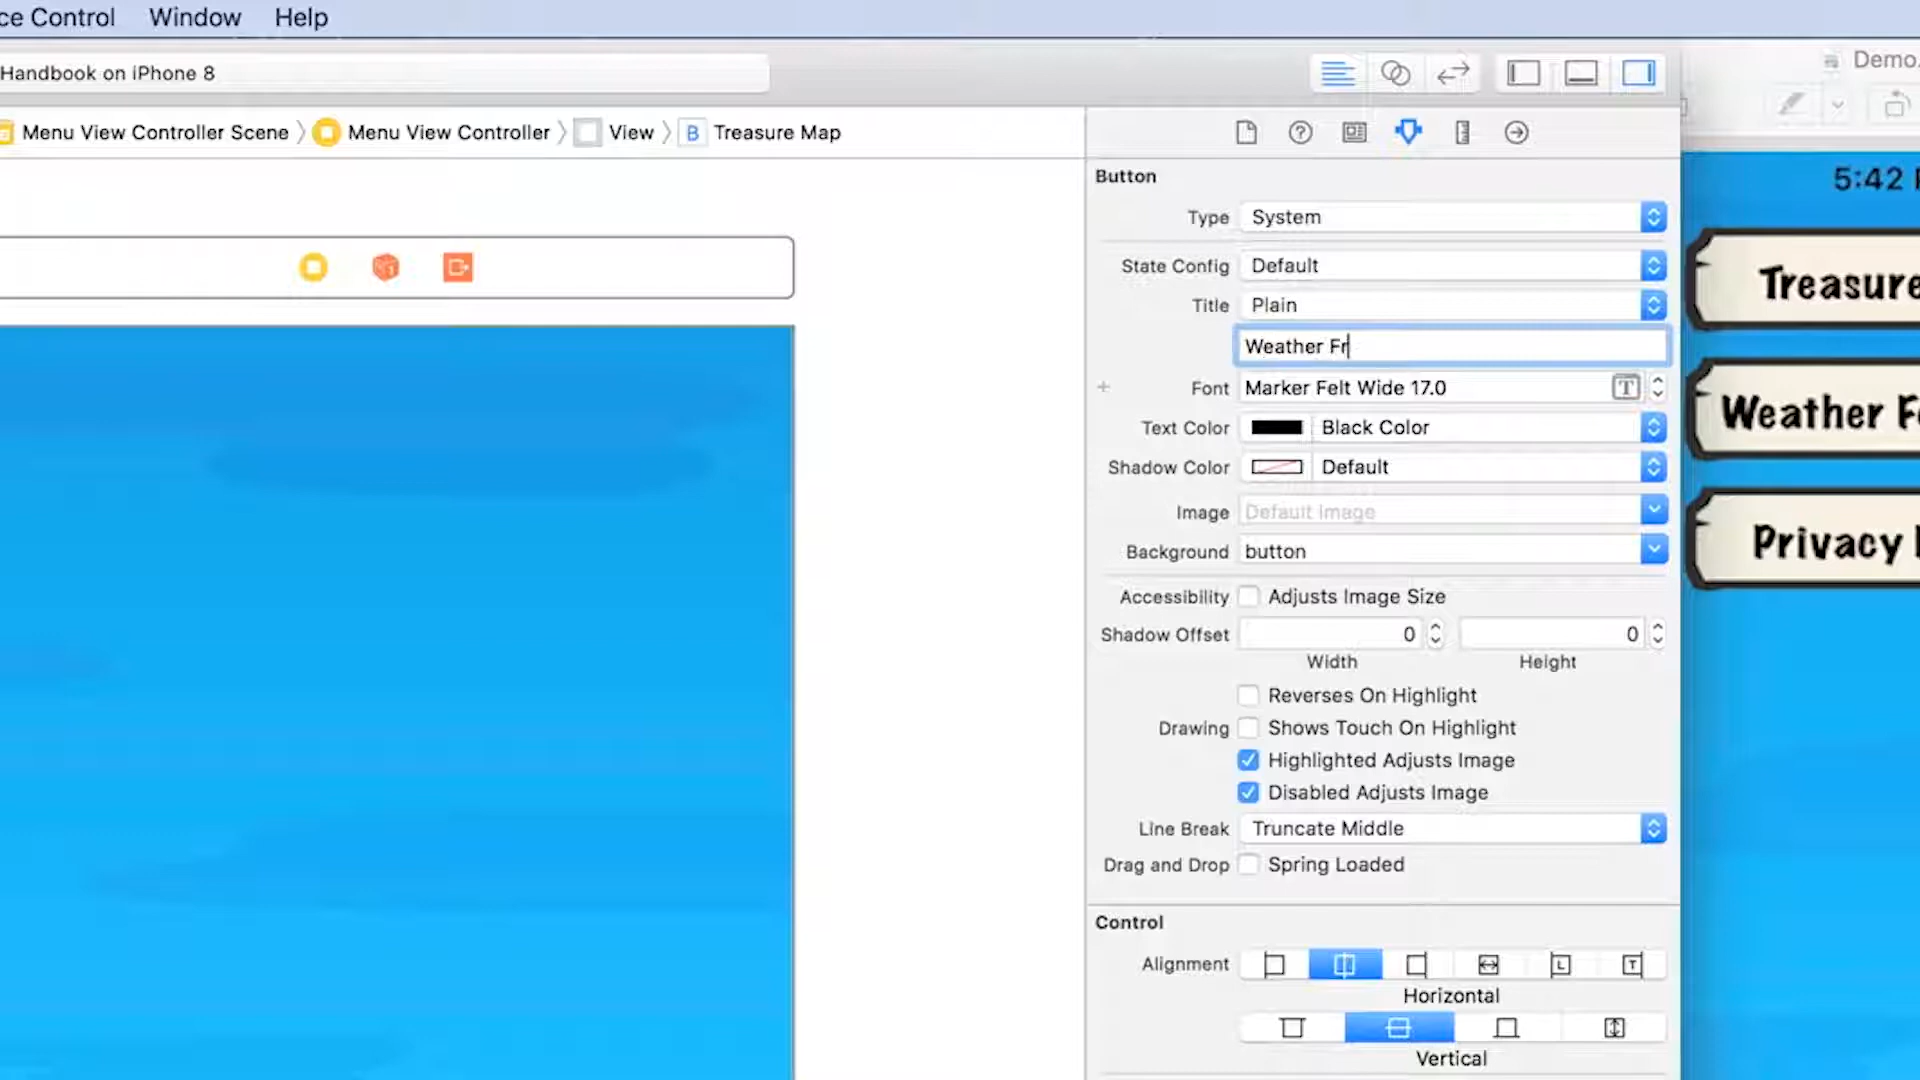 ce Control Window Help
Handbook on iPhone 8
Demo.
Menu View Controller Scene Menu View Controller View B Treasure Map
5:42
Button
Type System
State Config Default
Title Plain
Weather Fr
Font Marker Felt Wide 17.0 T
Text Color Black Color
Shadow Color Default
Image Default Image
Background button
Accessibility Adjusts Image Size
Shadow Offset 0 0
Width Height
Reverses On Highlight
Drawing Shows Touch On Highlight
Highlighted Adjusts Image
Disabled Adjusts Image
Line Break Truncate Middle
Drag and Drop Spring Loaded
Control
Alignment L T
Horizontal
Vertical
Treasure
Weather Fo
Privacy